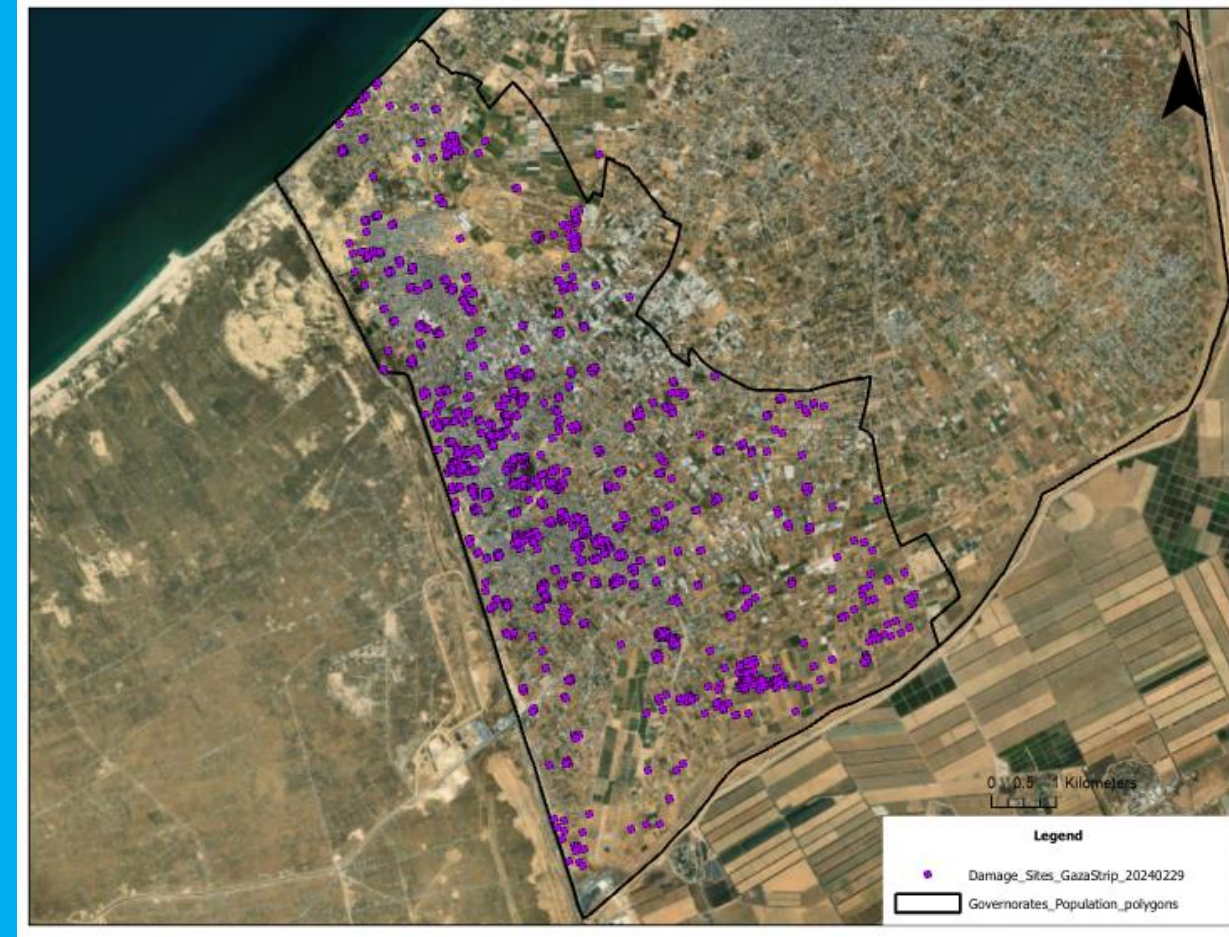 0 0.5 1 Kilometers
Legend
Damage_Sites_GazaStrip_20240229
Governorates_Population_polygons